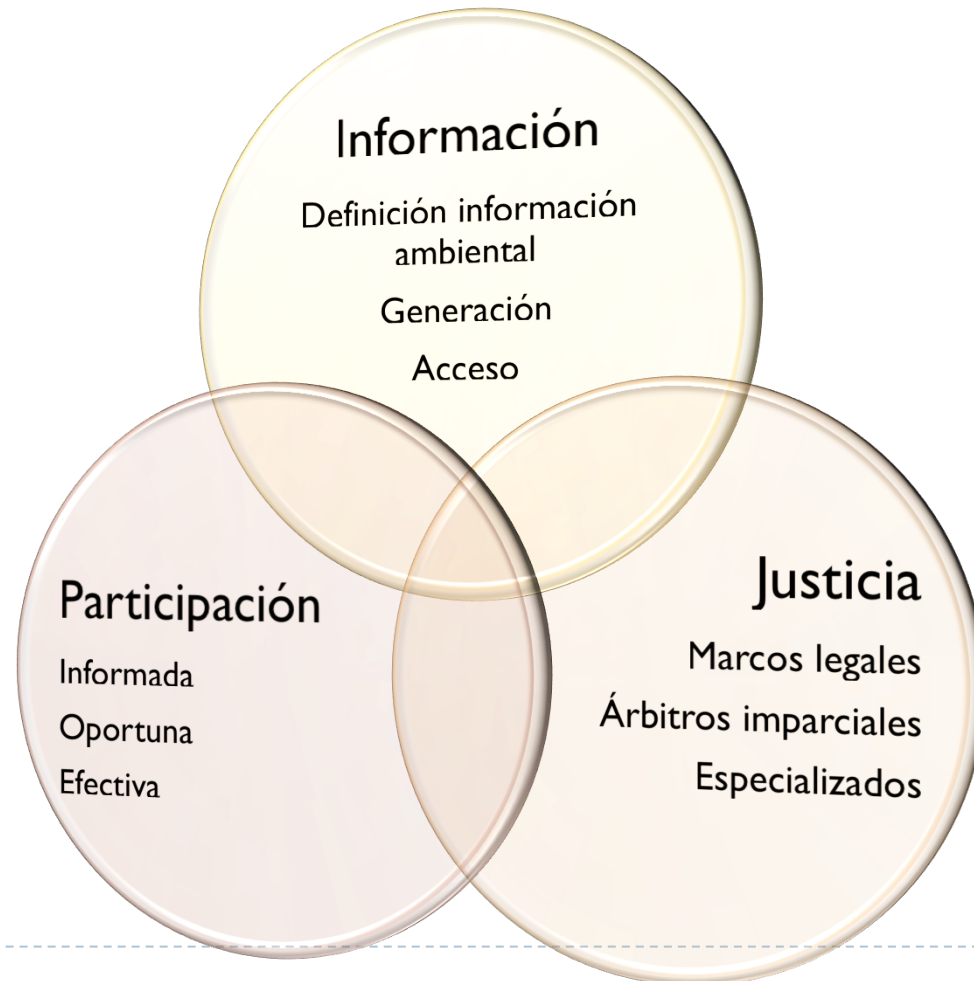 Información
Definición información
ambiental
Generación
Acceso
Participación
Informada
Oportuna
Efectiva
Justicia
Marcos legales
Árbitros imparciales
Especializados